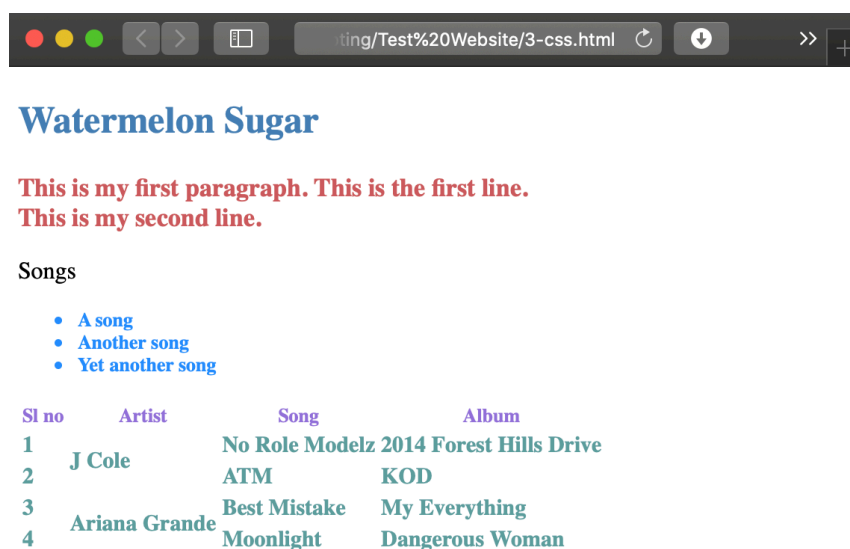 ting/Test%20Website/3-css.html
Watermelon Sugar
This is my first paragraph. This is the first line.
This is my second line.
Songs
A song
Another song
Yet another song
Sl no Artist Song Album
1 J Cole No Role Modelz 2014 Forest Hills Drive
2 ATM KOD
3 Ariana Grande Best Mistake My Everything
4 Moonlight Dangerous Woman